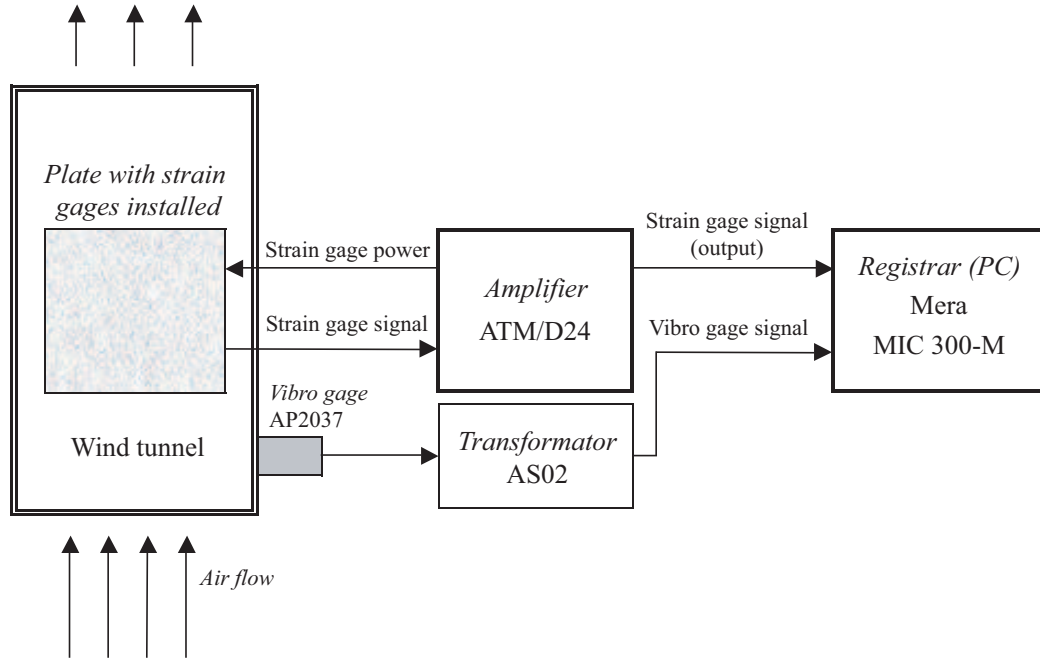 Plate with strain
gages installed
Wind tunnel
Strain gage power
Strain gage signal
Vibro gage
AP2037
Amplifier
ATM/D24
Transformator
AS02
Strain gage signal
(output)
Vibro gage signal
Registrar (PC)
Mera
MIC 300-M
Air flow